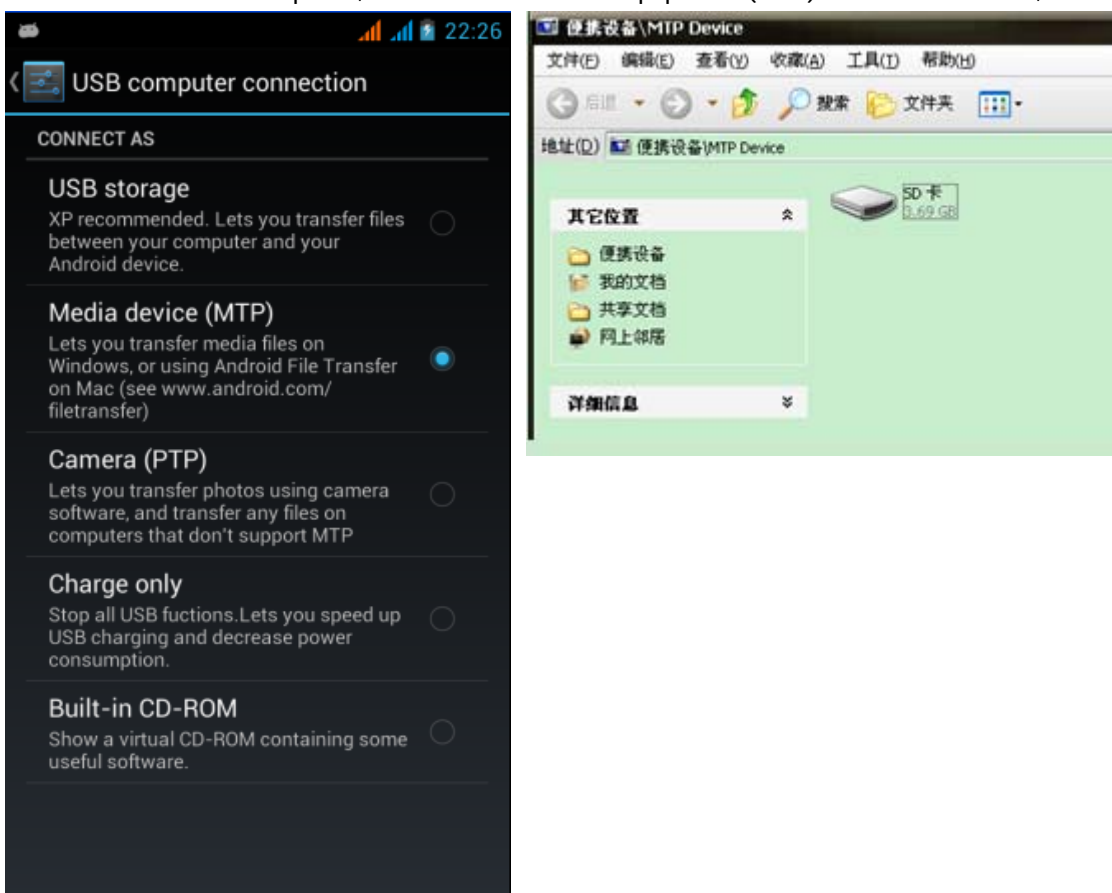 22:26
USB computer connection
CONNECT AS
USB storage
XP recommended. Lets you transfer files
between your computer and your
Android device.
Media device (MTP)
Lets you transfer media files on
Windows, or using Android File Transfer
on Mac (see www.android.com/
filetransfer)
Camera (PTP)
Lets you transfer photos using camera
software, and transfer any files on
computers that don't support MTP
Charge only
Stop all USB fuctions.Lets you speed up
USB charging and decrease power
consumption.
Built-in CD-ROM
Show a virtual CD-ROM containing some
useful software.
便携设备\MTP Device
文件(F) 编辑(E) 查看(V) 收藏(A) 工具(T) 帮助(H)
后退 搜索 文件夹
地址(D) 便携设备\MTP Device
其它位置
便携设备
我的文档
共享文档
网上邻居
详细信息
SD 卡
3.69 GB